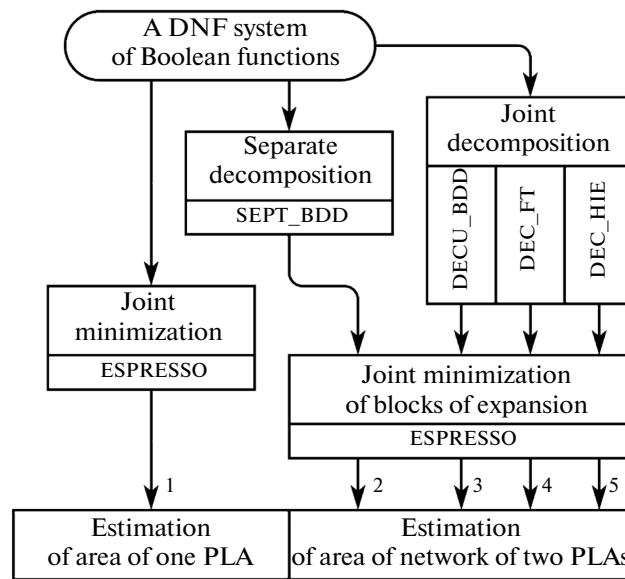 A DNF system
of Boolean functions
Joint
decomposition
DECU_BDD
DEC_FT
DEC_HIE
Separate
decomposition
SEPT_BDD
Joint
minimization
ESPRESSO
Joint minimization
of blocks of expansion
ESPRESSO
1
2
3
4
5
Estimation
of area of one PLA
Estimation
of area of network of two PLAs